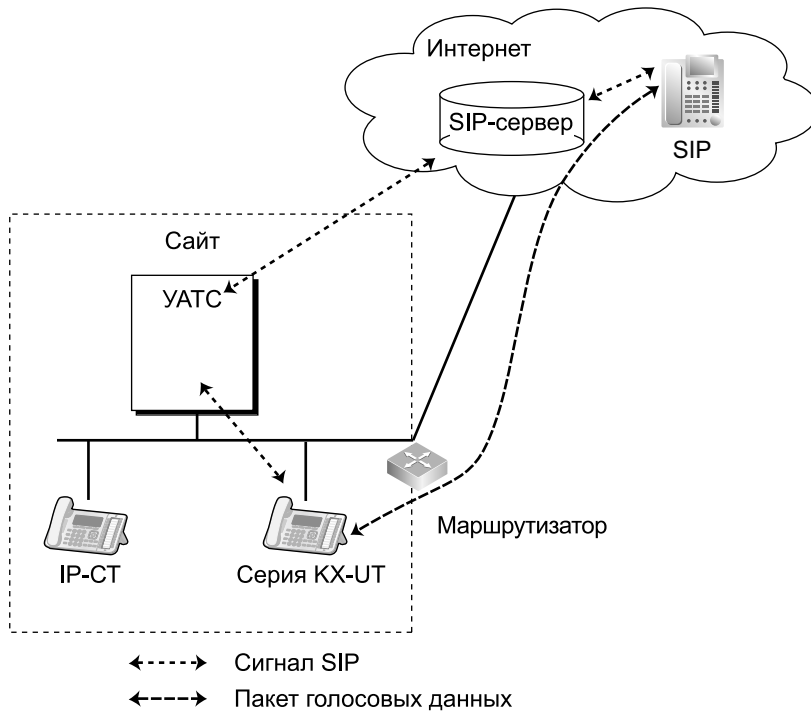 Интернет
SIP-сервер
SIP
Сайт
УАТС
Маршрутизатор
IP-СТ
Серия KX-UT
Сигнал SIP
Пакет голосовых данных